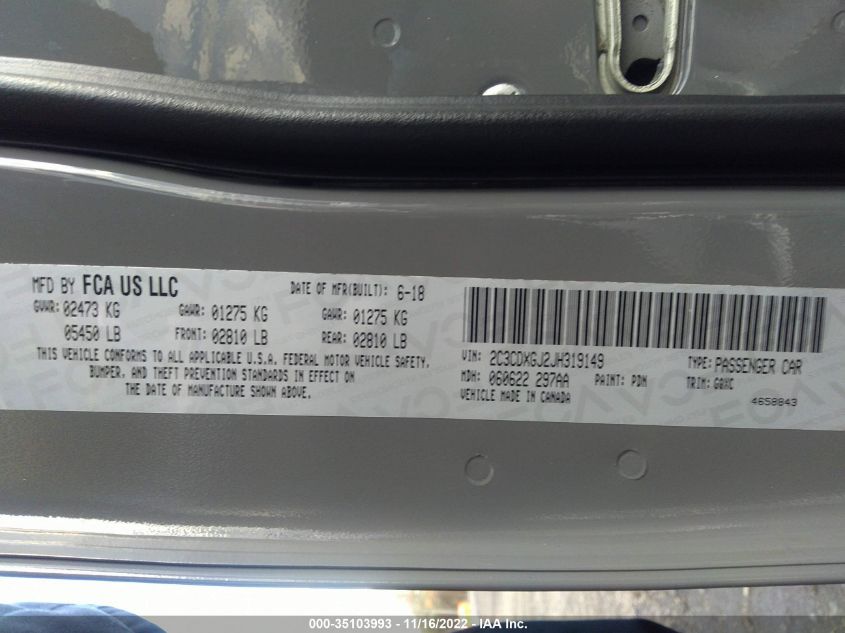 MFD BY FCA US LLC DATE OF MFR(BUILT): 6-18
GVWR: 02473 KG GAWR: 01275 KG GAWR: 01275 KG
05450 LB FRONT: 02810 LB REAR: 02810 LB
THIS VEHICLE CONFORMS TO ALL APPLICABLE U.S.A. FEDERAL MOTOR VEHICLE SAFETY,
BUMPER, AND THEFT PREVENTION STANDARDS IN EFFECT ON
THE DATE OF MANUFACTURE SHOWN ABOVE.
VIN: 2C3CDXGJ2JH319149 TYPE: PASSENGER CAR
MDH: 060622 297AA PAINT: PDN TRIM: GQXC
VEHICLE MADE IN CANADA 4658843
000-35103993 - 11/16/2022 - IAA Inc.